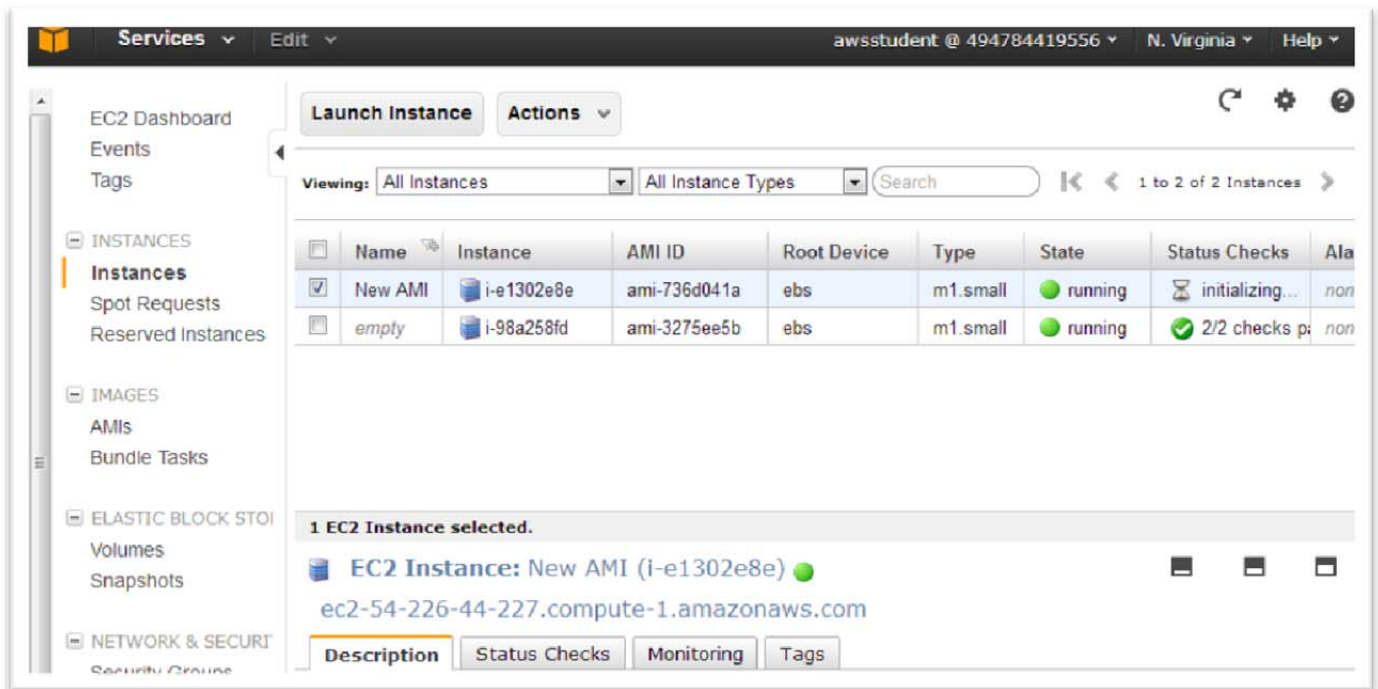 Services Edit awsstudent @ 494784419556 N. Virginia Help
EC2 Dashboard
Events
Tags
INSTANCES
Instances
Spot Requests
Reserved Instances
IMAGES
AMIs
Bundle Tasks
ELASTIC BLOCK STO
Volumes
Snapshots
NETWORK & SECURIT
Security Groups
Launch Instance Actions
Viewing: All Instances All Instance Types Search 1 to 2 of 2 Instances
Name Instance AMI ID Root Device Type State Status Checks Ala
New AMI i-e1302e8e ami-736d041a ebs m1.small running initializing... non
empty i-98a258fd ami-3275ee5b ebs m1.small running 2/2 checks pa non
1 EC2 Instance selected.
EC2 Instance: New AMI (i-e1302e8e)
ec2-54-226-44-227.compute-1.amazonaws.com
Description Status Checks Monitoring Tags